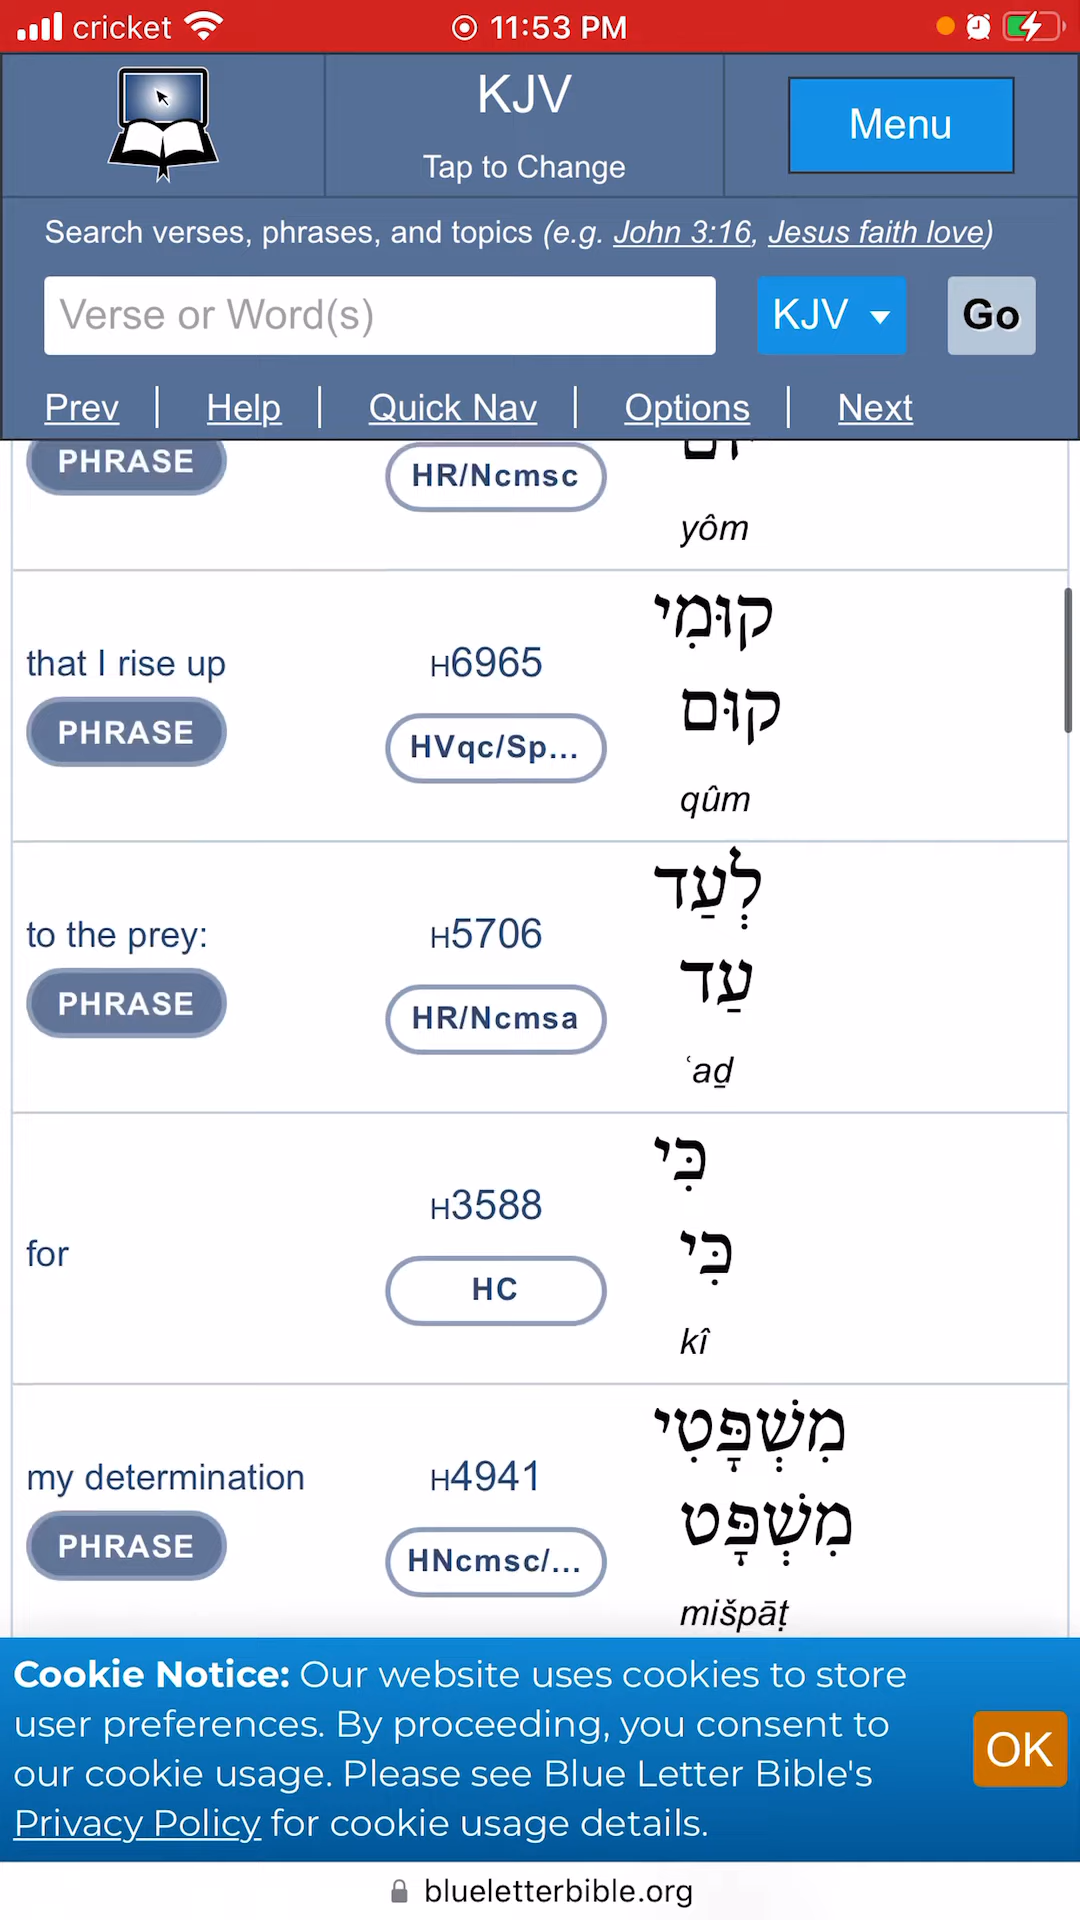 cricket 11:53 PM
KJV
Tap to Change
Menu
Search verses, phrases, and topics (e.g. John 3:16, Jesus faith love)
Verse or Word(s)
KJV
Go
Prev | Help | Quick Nav | Options | Next
PHRASE
HR/Ncmsc
yôm
that I rise up
PHRASE
H6965
HVqc/Sp...
קוּמִי
קוּם
qûm
to the prey:
PHRASE
H5706
HR/Ncmsa
לְעַד
עַד
ʿaḏ
for
H3588
HC
כִּי
כִּי
kî
my determination
PHRASE
H4941
HNcmsc/...
מִשְׁפָּטִי
מִשְׁפָּט
mišpāṭ
Cookie Notice: Our website uses cookies to store
user preferences. By proceeding, you consent to
our cookie usage. Please see Blue Letter Bible's
Privacy Policy for cookie usage details.
OK
blueletterbible.org